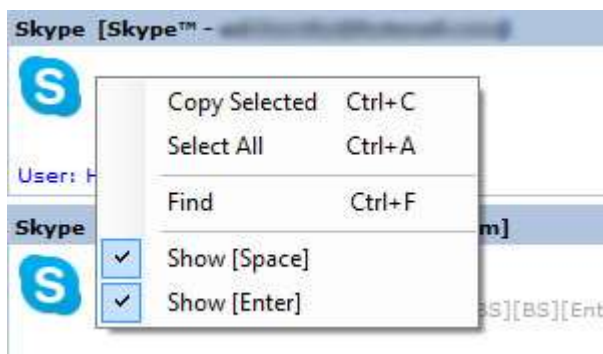 Skype [Skype™ -
S
Copy Selected Ctrl+C
Select All Ctrl+A
User: H
Find Ctrl+F
Skype m]
Show [Space]
S
Show [Enter]
BS][BS][Ent